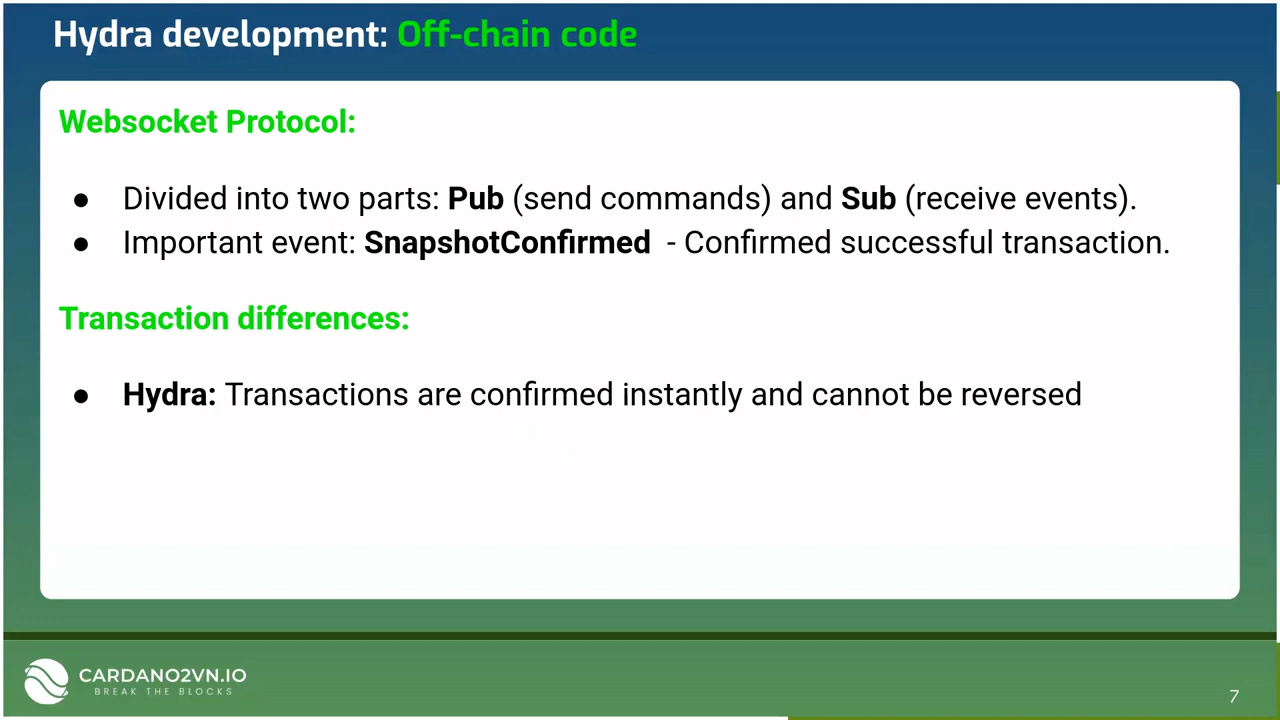 Hydra development: Off-chain code
Websocket Protocol:
● Divided into two parts: Pub (send commands) and Sub (receive events).
● Important event: SnapshotConfirmed - Confirmed successful transaction.
Transaction differences:
● Hydra: Transactions are confirmed instantly and cannot be reversed
CARDANO2VN.IO
BREAK THE BLOCKS
7